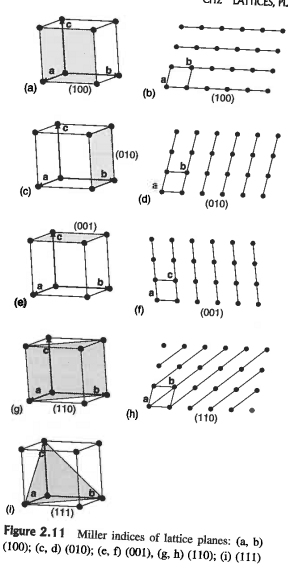 CH2 LATTICES, PL
c
a b
(a) (100)
b
a
(b) (100)
c
(010)
a b
(c)
b
a
(d) (010)
(001)
c
a b
(e)
c
a
(f) (001)
c
a b
(g) (110)
b
a
(h) (110)
c
a b
(i) (111)
Figure 2.11 Miller indices of lattice planes: (a, b)
(100); (c, d) (010); (e, f) (001), (g, h) (110); (i) (111)